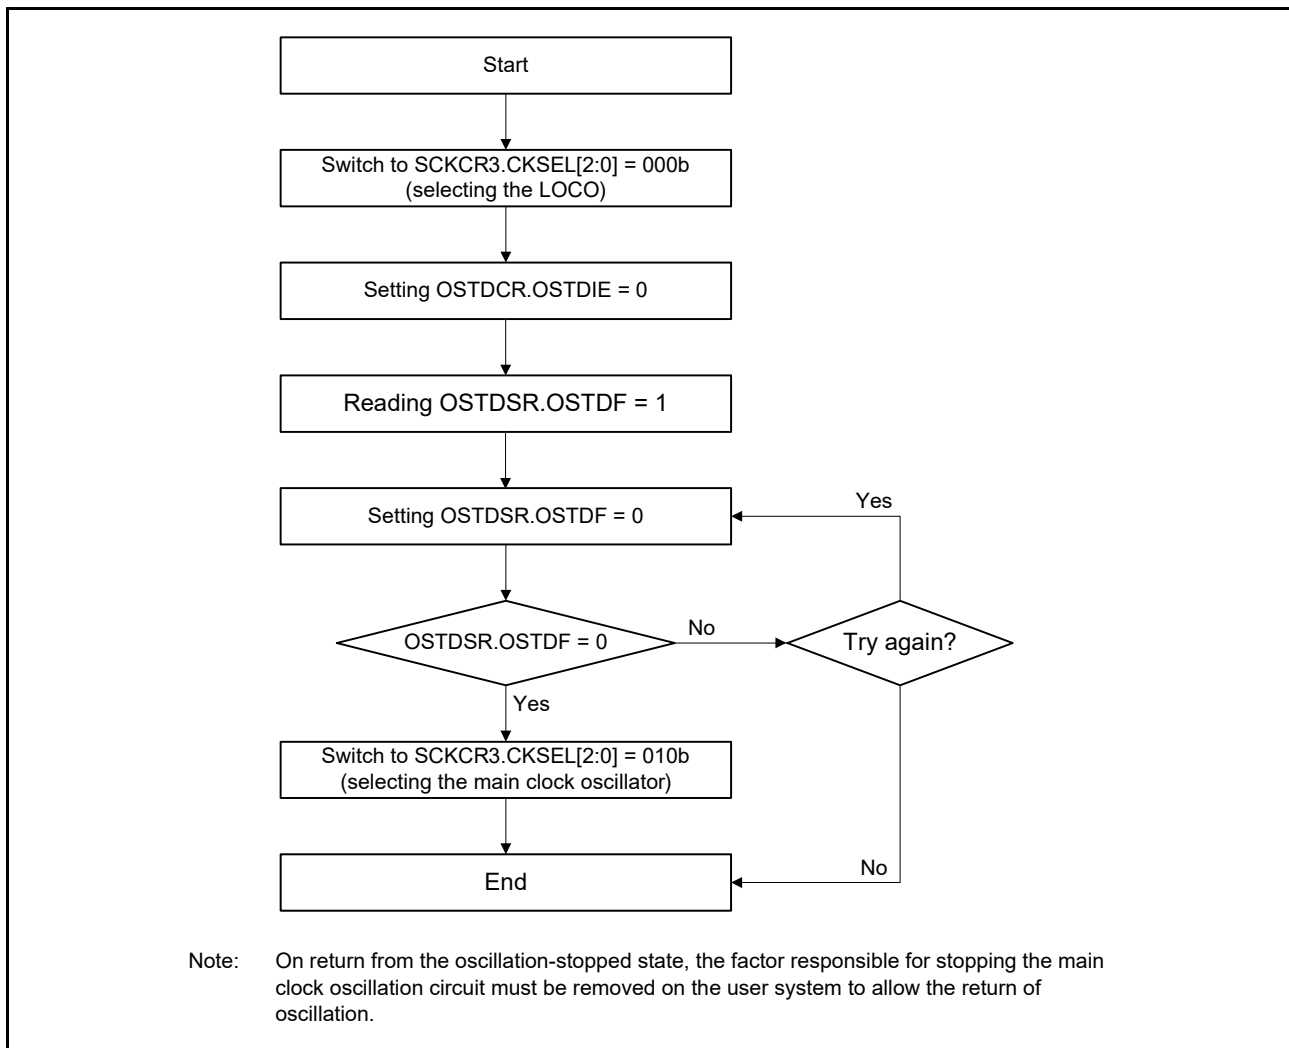 Start
Switch to SCKCR3.CKSEL[2:0] = 000b
(selecting the LOCO)
Setting OSTDCR.OSTDIE = 0
Reading OSTDSR.OSTDF = 1
Setting OSTDSR.OSTDF = 0
Yes
OSTDSR.OSTDF = 0
No
Try again?
Yes
Switch to SCKCR3.CKSEL[2:0] = 010b
(selecting the main clock oscillator)
No
End
Note: On return from the oscillation-stopped state, the factor responsible for stopping the main
clock oscillation circuit must be removed on the user system to allow the return of
oscillation.